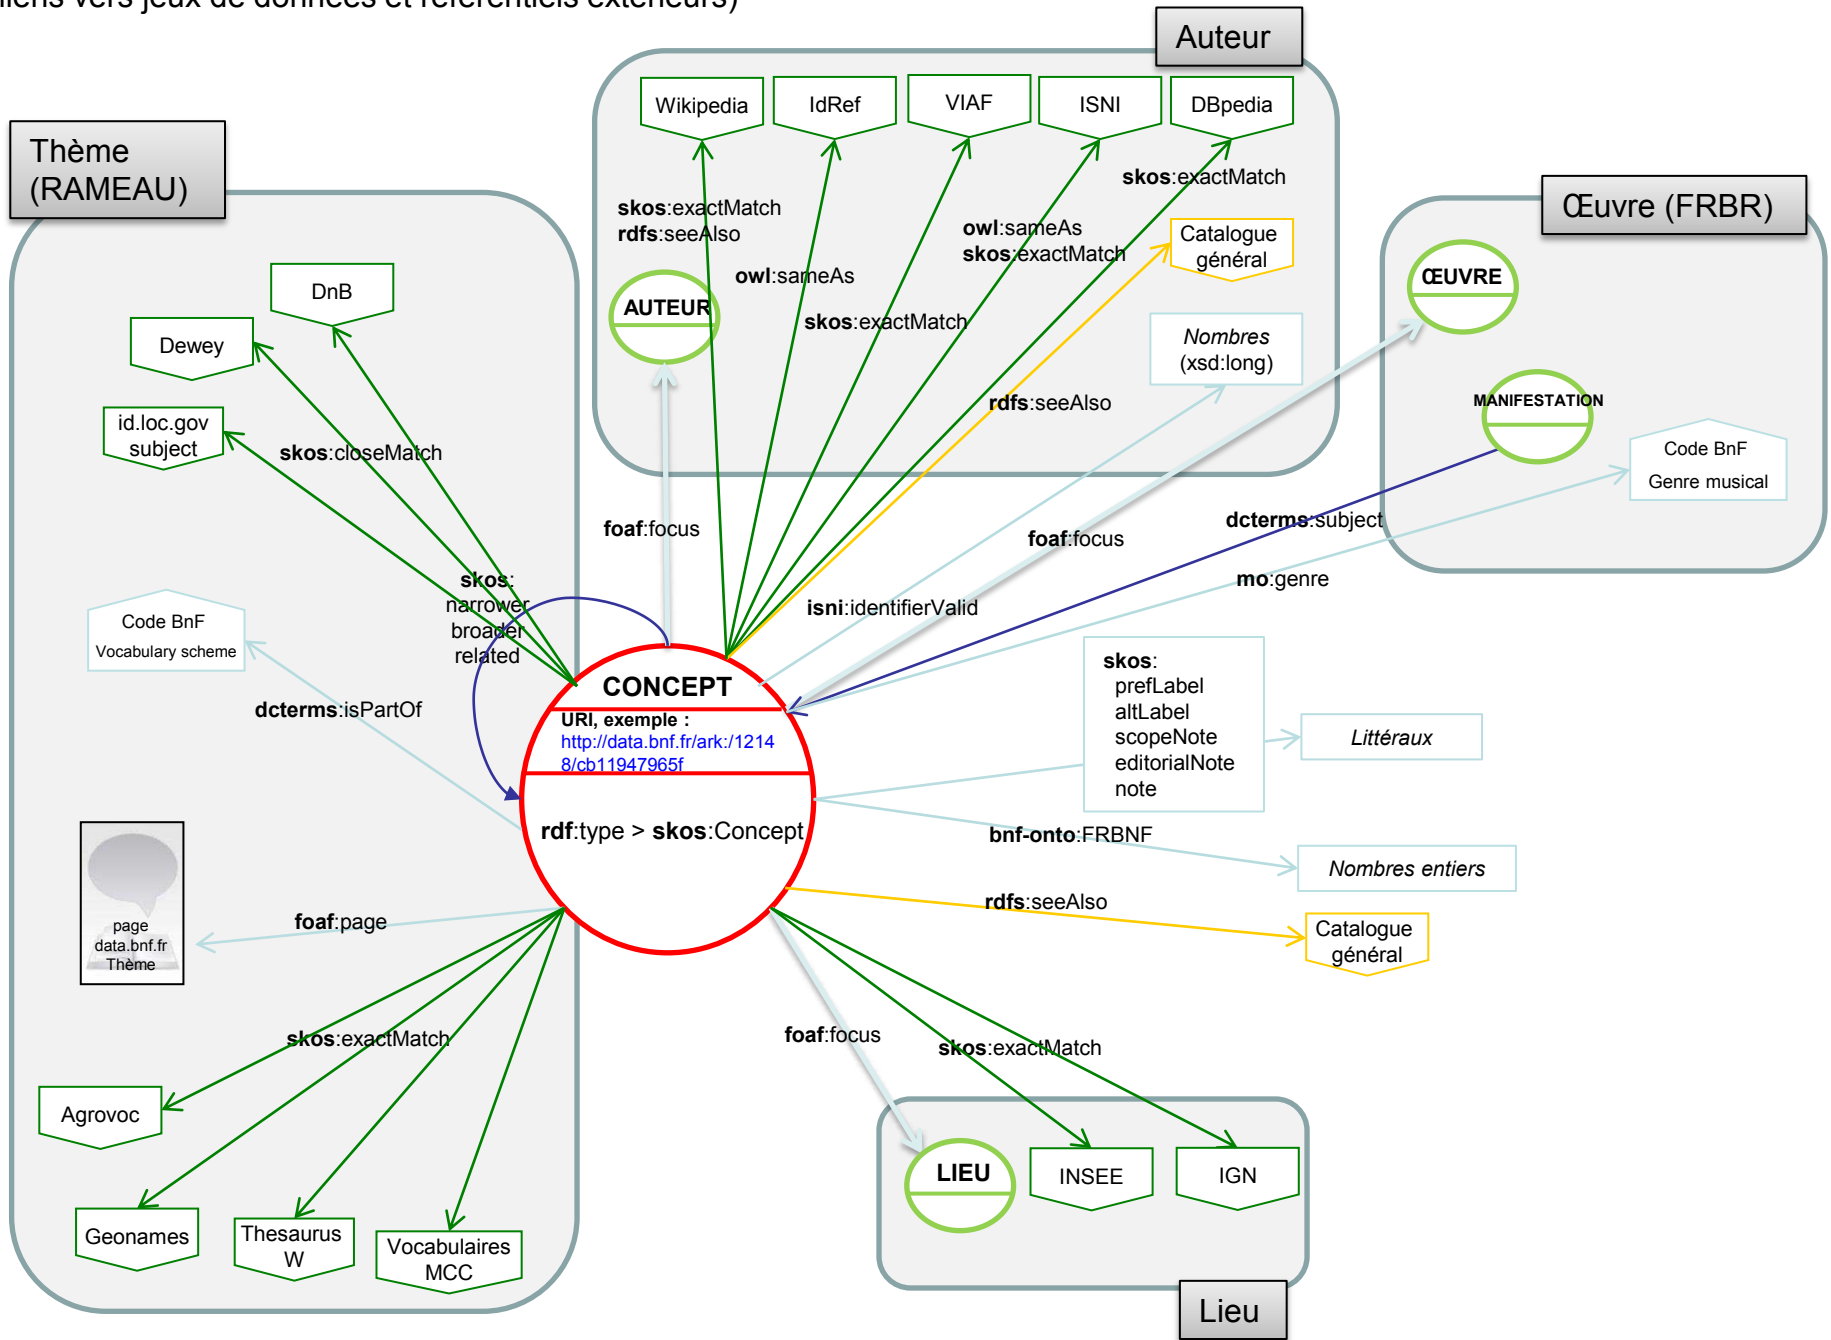 liens vers jeux de données et référentiels extérieurs)
Auteur
Wikipedia
IdRef
VIAF
ISNI
DBpedia
skos:exactMatch
skos:exactMatch
rdfs:seeAlso
owl:sameAs
owl:sameAs
skos:exactMatch
skos:exactMatch
Catalogue
général
AUTEUR
Nombres
(xsd:long)
rdfs:seeAlso
foaf:focus
isni:identifierValid
Thème
(RAMEAU)
DnB
Dewey
id.loc.gov
subject
skos:closeMatch
skos:
narrower
broader
related
Code BnF
Vocabulary scheme
dcterms:isPartOf
page
data.bnf.fr
Thème
foaf:page
skos:exactMatch
Agrovoc
Geonames
Thesaurus
W
Vocabulaires
MCC
Œuvre (FRBR)
ŒUVRE
MANIFESTATION
Code BnF
Genre musical
foaf:focus
dcterms:subject
mo:genre
CONCEPT
URI, exemple :
http://data.bnf.fr/ark:/1214
8/cb11947965f
rdf:type > skos:Concept
skos:
prefLabel
altLabel
scopeNote
editorialNote
note
Littéraux
bnf-onto:FRBNF
Nombres entiers
rdfs:seeAlso
Catalogue
général
foaf:focus
skos:exactMatch
LIEU
INSEE
IGN
Lieu